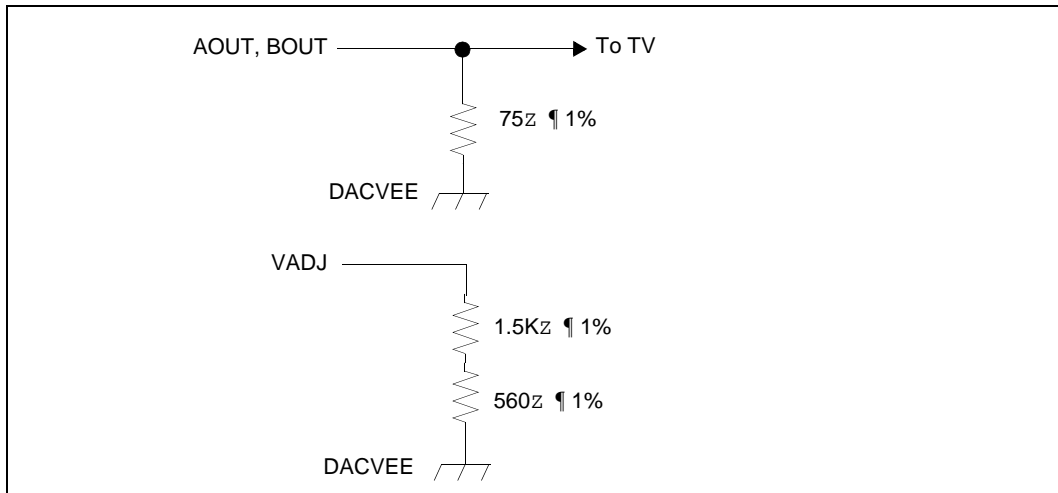 AOUT, BOUT
To TV
75Z ¶ 1%
DACVEE
VADJ
1.5KZ ¶ 1%
560Z ¶ 1%
DACVEE